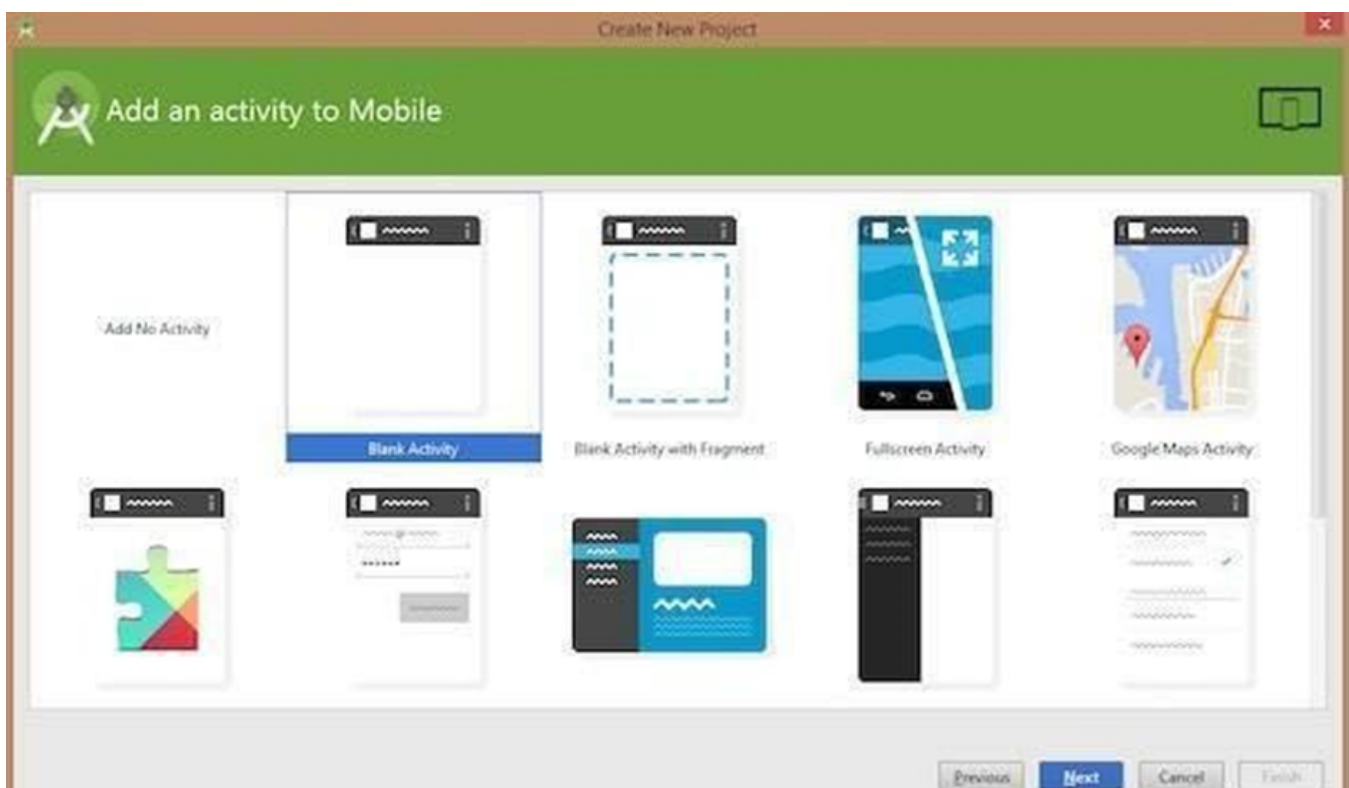 Create New Project
Add an activity to Mobile
Add No Activity
Blank Activity
Blank Activity with Fragment
Fullscreen Activity
Google Maps Activity
Previous
Next
Cancel
Finish